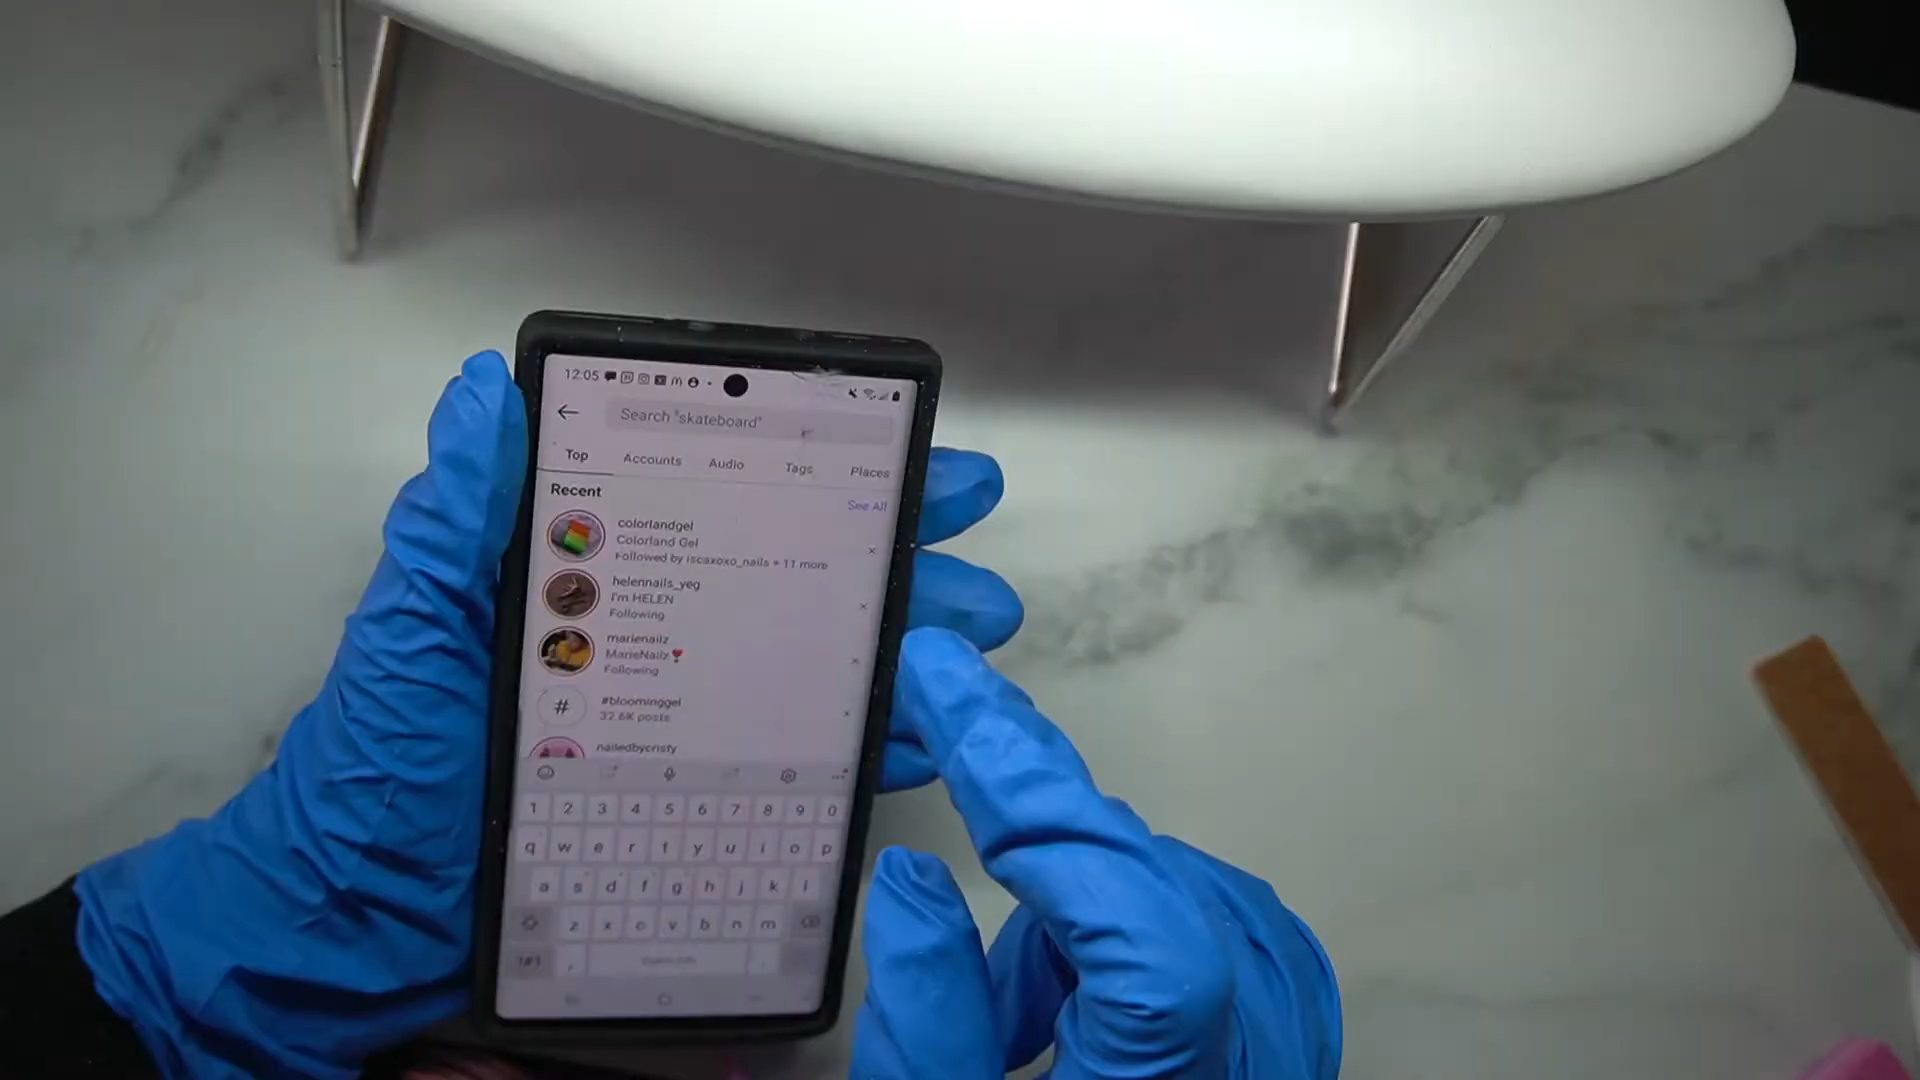 12:05
Search "skateboard"
Top Accounts Audio Tags Places
Recent
See All
colorlandgel
Colorland Gel
Followed by iscaxoxo_nails + 11 more
helennails_yeg
I'm HELEN
Following
marienailz
MarieNailz❣
Following
# #bloominggel
32.6K posts
nailedbycristy
1 2 3 4 5 6 7 8 9 0
q w e r t y u i o p
a s d f g h j k l
z x c v b n m
!#1 , .